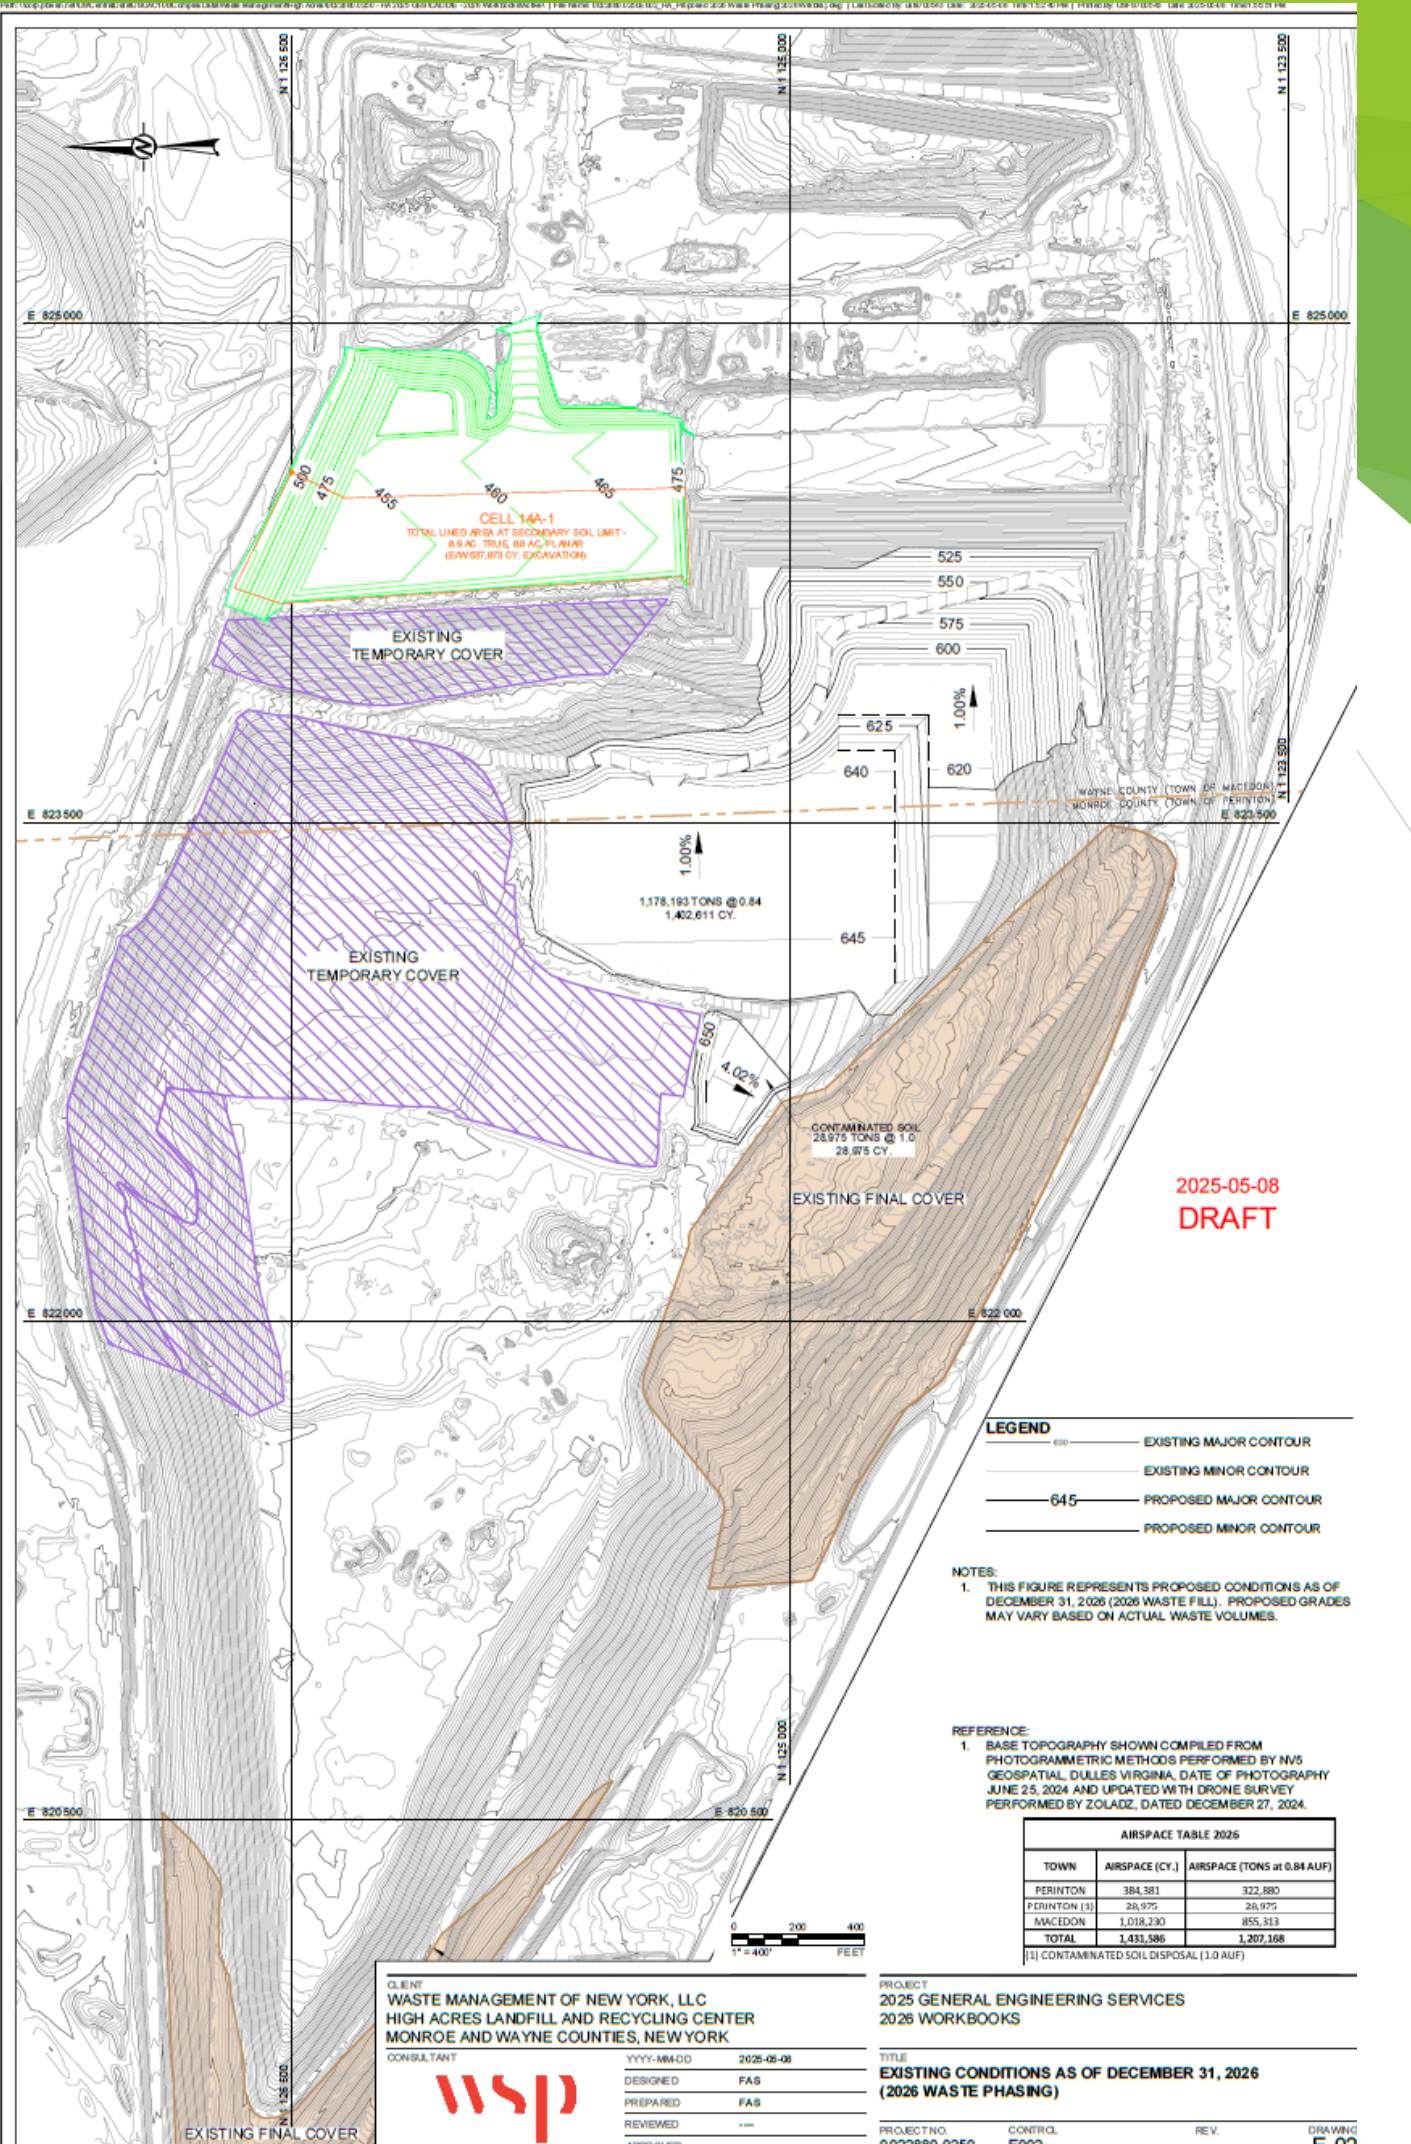 N 1 126 500
N 1 125 000
N 1 123 500
E 825 000
E 825 000
500
475
455
460
465
475
CELL 14A-1
TOTAL LINED AREA AT SECONDARY SOIL LIMIT -
8.9 AC. TRUE, 8.8 AC. PLANAR
EXCAVATION)
525
550
575
600
EXISTING
TEMPORARY COVER
1.00%
625
640
620
N 1 123 500
WAYNE COUNTY (TOWN OF MACEDON)
MONROE COUNTY (TOWN OF PERINTON)
E 823 500
E 823 500
1.00%
1,178,193 TONS @ 0.84
1,402,611 CY.
645
EXISTING
TEMPORARY COVER
650
4.02%
CONTAMINATED SOIL
28,975 TONS @ 1.0
28,975 CY.
EXISTING FINAL COVER
2025-05-08
DRAFT
E 822 000
E 822 000
LEGEND
600 EXISTING MAJOR CONTOUR
EXISTING MINOR CONTOUR
645 PROPOSED MAJOR CONTOUR
PROPOSED MINOR CONTOUR
NOTES:
1. THIS FIGURE REPRESENTS PROPOSED CONDITIONS AS OF
DECEMBER 31, 2026 (2026 WASTE FILL). PROPOSED GRADES
MAY VARY BASED ON ACTUAL WASTE VOLUMES.
N 1 125 000
REFERENCE:
1. BASE TOPOGRAPHY SHOWN COMPILED FROM
PHOTOGRAMMETRIC METHODS PERFORMED BY NV5
GEOSPATIAL, DULLES VIRGINIA, DATE OF PHOTOGRAPHY
JUNE 25, 2024 AND UPDATED WITH DRONE SURVEY
PERFORMED BY ZOLADZ, DATED DECEMBER 27, 2024.
E 820 500
E 820 500
AIRSPACE TABLE 2026
TOWN AIRSPACE (CY.) AIRSPACE (TONS at 0.84 AUF)
PERINTON 384,381 322,880
PERINTON (1) 28,975 28,975
MACEDON 1,018,230 855,313
TOTAL 1,431,586 1,207,168
(1) CONTAMINATED SOIL DISPOSAL (1.0 AUF)
0 200 400
1" = 400' FEET
CLIENT
WASTE MANAGEMENT OF NEW YORK, LLC
HIGH ACRES LANDFILL AND RECYCLING CENTER
MONROE AND WAYNE COUNTIES, NEW YORK
PROJECT
2025 GENERAL ENGINEERING SERVICES
2026 WORKBOOKS
CONSULTANT
wsp
YYYY-MM-DD 2025-05-08
DESIGNED FAS
PREPARED FAS
REVIEWED ---
TITLE
EXISTING CONDITIONS AS OF DECEMBER 31, 2026
(2026 WASTE PHASING)
PROJECT NO. CONTROL REV. DRAWING
N 1 126 500
EXISTING FINAL COVER